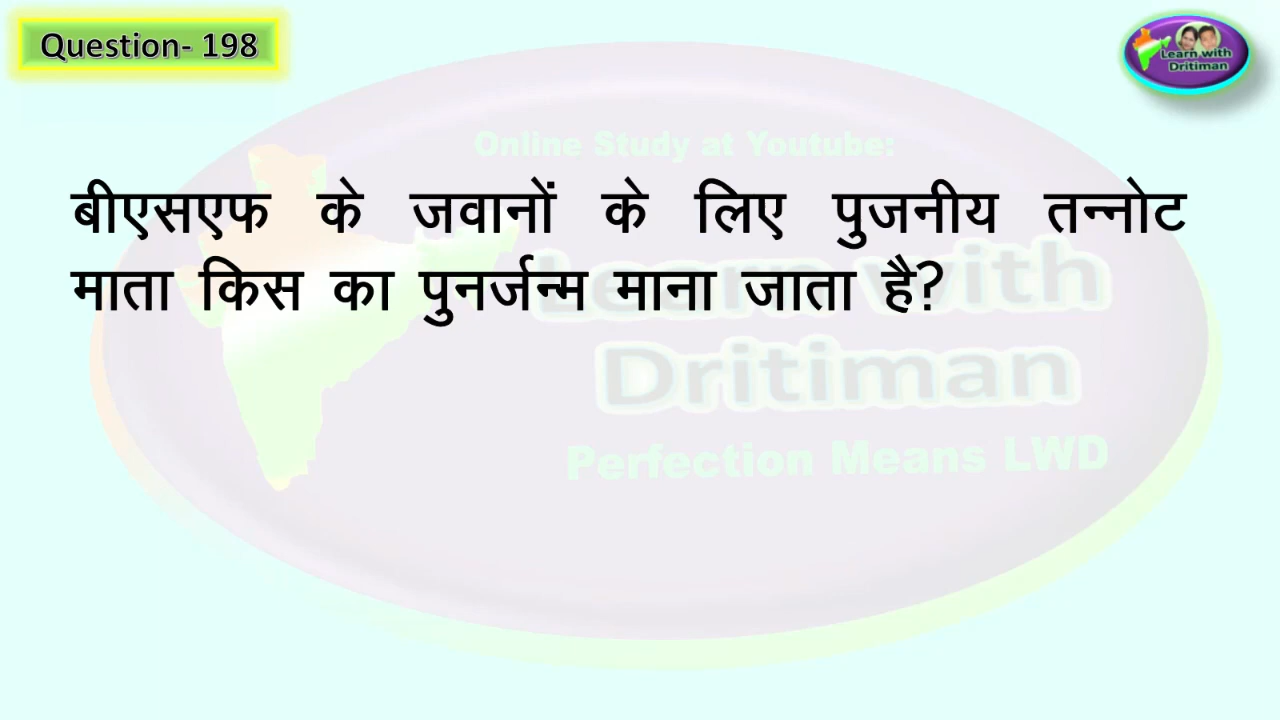 Question- 198
Learn with
Dritiman
Online Study at Youtube:
बीएसएफ के जवानों के लिए पुजनीय तन्नोट
माता किस का पुनर्जन्म माना जाता है?
Learn with
Dritiman
Perfection Means LWD